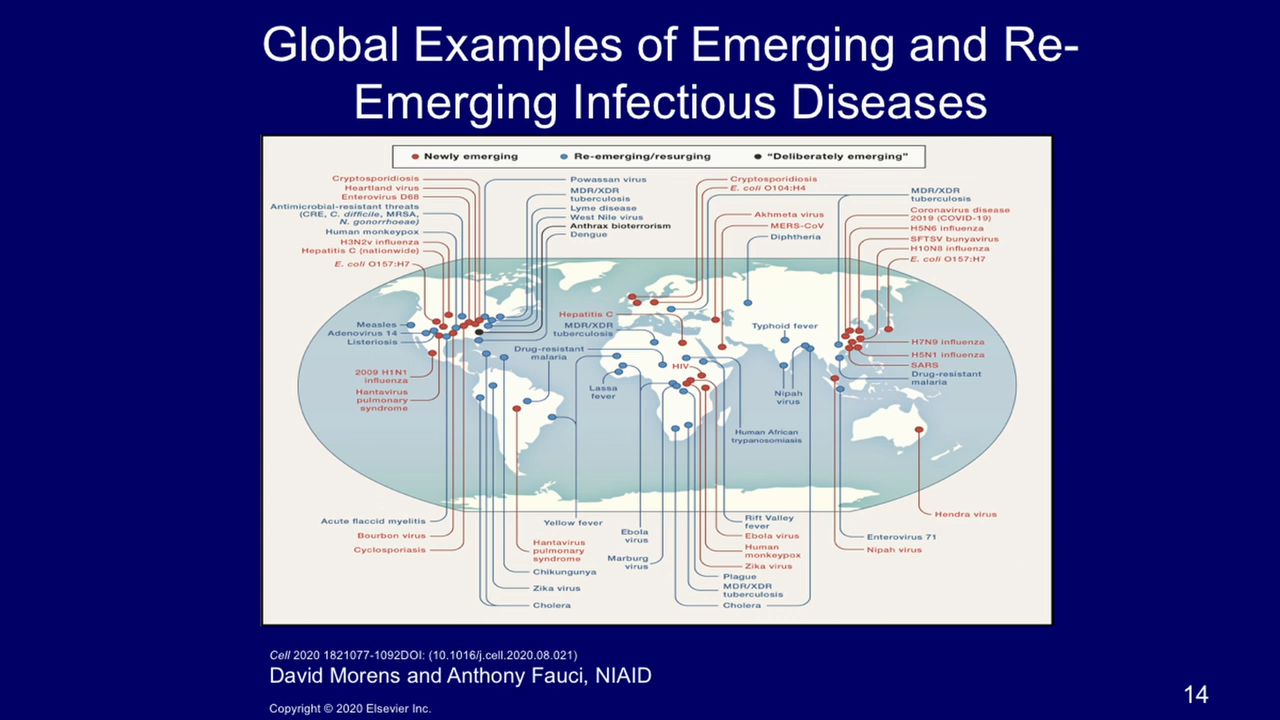 Global Examples of Emerging and Re-
Emerging Infectious Diseases
Newly emerging
Re-emerging/resurging
"Deliberately emerging"
Cryptosporidiosis
Heartland virus
Enterovirus D68
Antimicrobial-resistant threats
(CRE, C. difficile, MRSA,
N. gonorrhoeae)
Human monkeypox
H3N2v influenza
Hepatitis C (nationwide)
E. coli O157:H7
Powassan virus
MDR/XDR
tuberculosis
Lyme disease
West Nile virus
Anthrax bioterrorism
Dengue
Cryptosporidiosis
E. coli O104:H4
Akhmeta virus
MERS-CoV
Diphtheria
MDR/XDR
tuberculosis
Coronavirus disease
2019 (COVID-19)
H5N6 influenza
SFTSV bunyavirus
H10N8 influenza
E. coli O157:H7
Measles
Adenovirus 14
Listeriosis
2009 H1N1
influenza
Hantavirus
pulmonary
syndrome
Hepatitis C
MDR/XDR
tuberculosis
Drug-resistant
malaria
Lassa
fever
HIV
Typhoid fever
Nipah
virus
Human African
trypanosomiasis
H7N9 influenza
H5N1 influenza
SARS
Drug-resistant
malaria
Acute flaccid myelitis
Bourbon virus
Cyclosporiasis
Yellow fever
Hantavirus
pulmonary
syndrome
Chikungunya
Zika virus
Cholera
Ebola
virus
Marburg
virus
Rift Valley
fever
Ebola virus
Human
monkeypox
Zika virus
Plague
MDR/XDR
tuberculosis
Cholera
Hendra virus
Enterovirus 71
Nipah virus
Cell 2020 1821077-1092DOI: (10.1016/j.cell.2020.08.021)
David Morens and Anthony Fauci, NIAID
Copyright © 2020 Elsevier Inc.
14